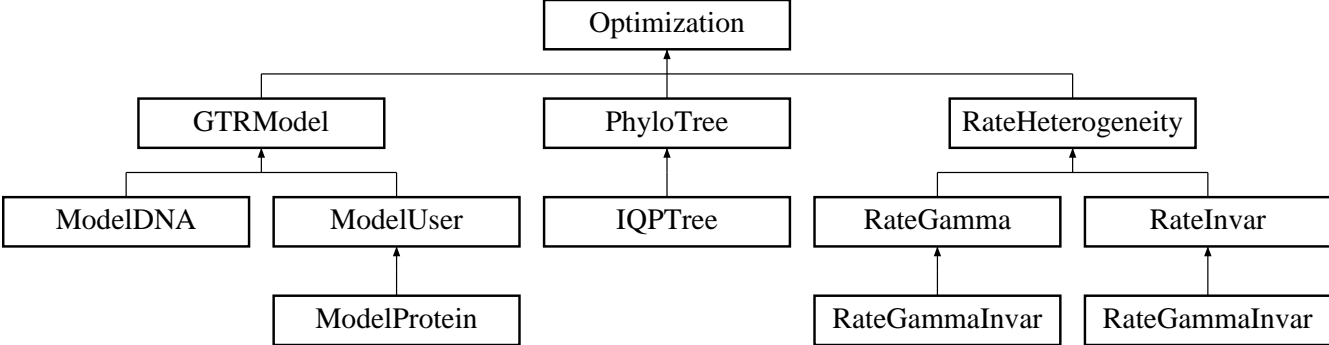 Optimization
GTRModel
PhyloTree
RateHeterogeneity
ModelDNA
ModelUser
IQPTree
RateGamma
RateInvar
ModelProtein
RateGammaInvar
RateGammaInvar